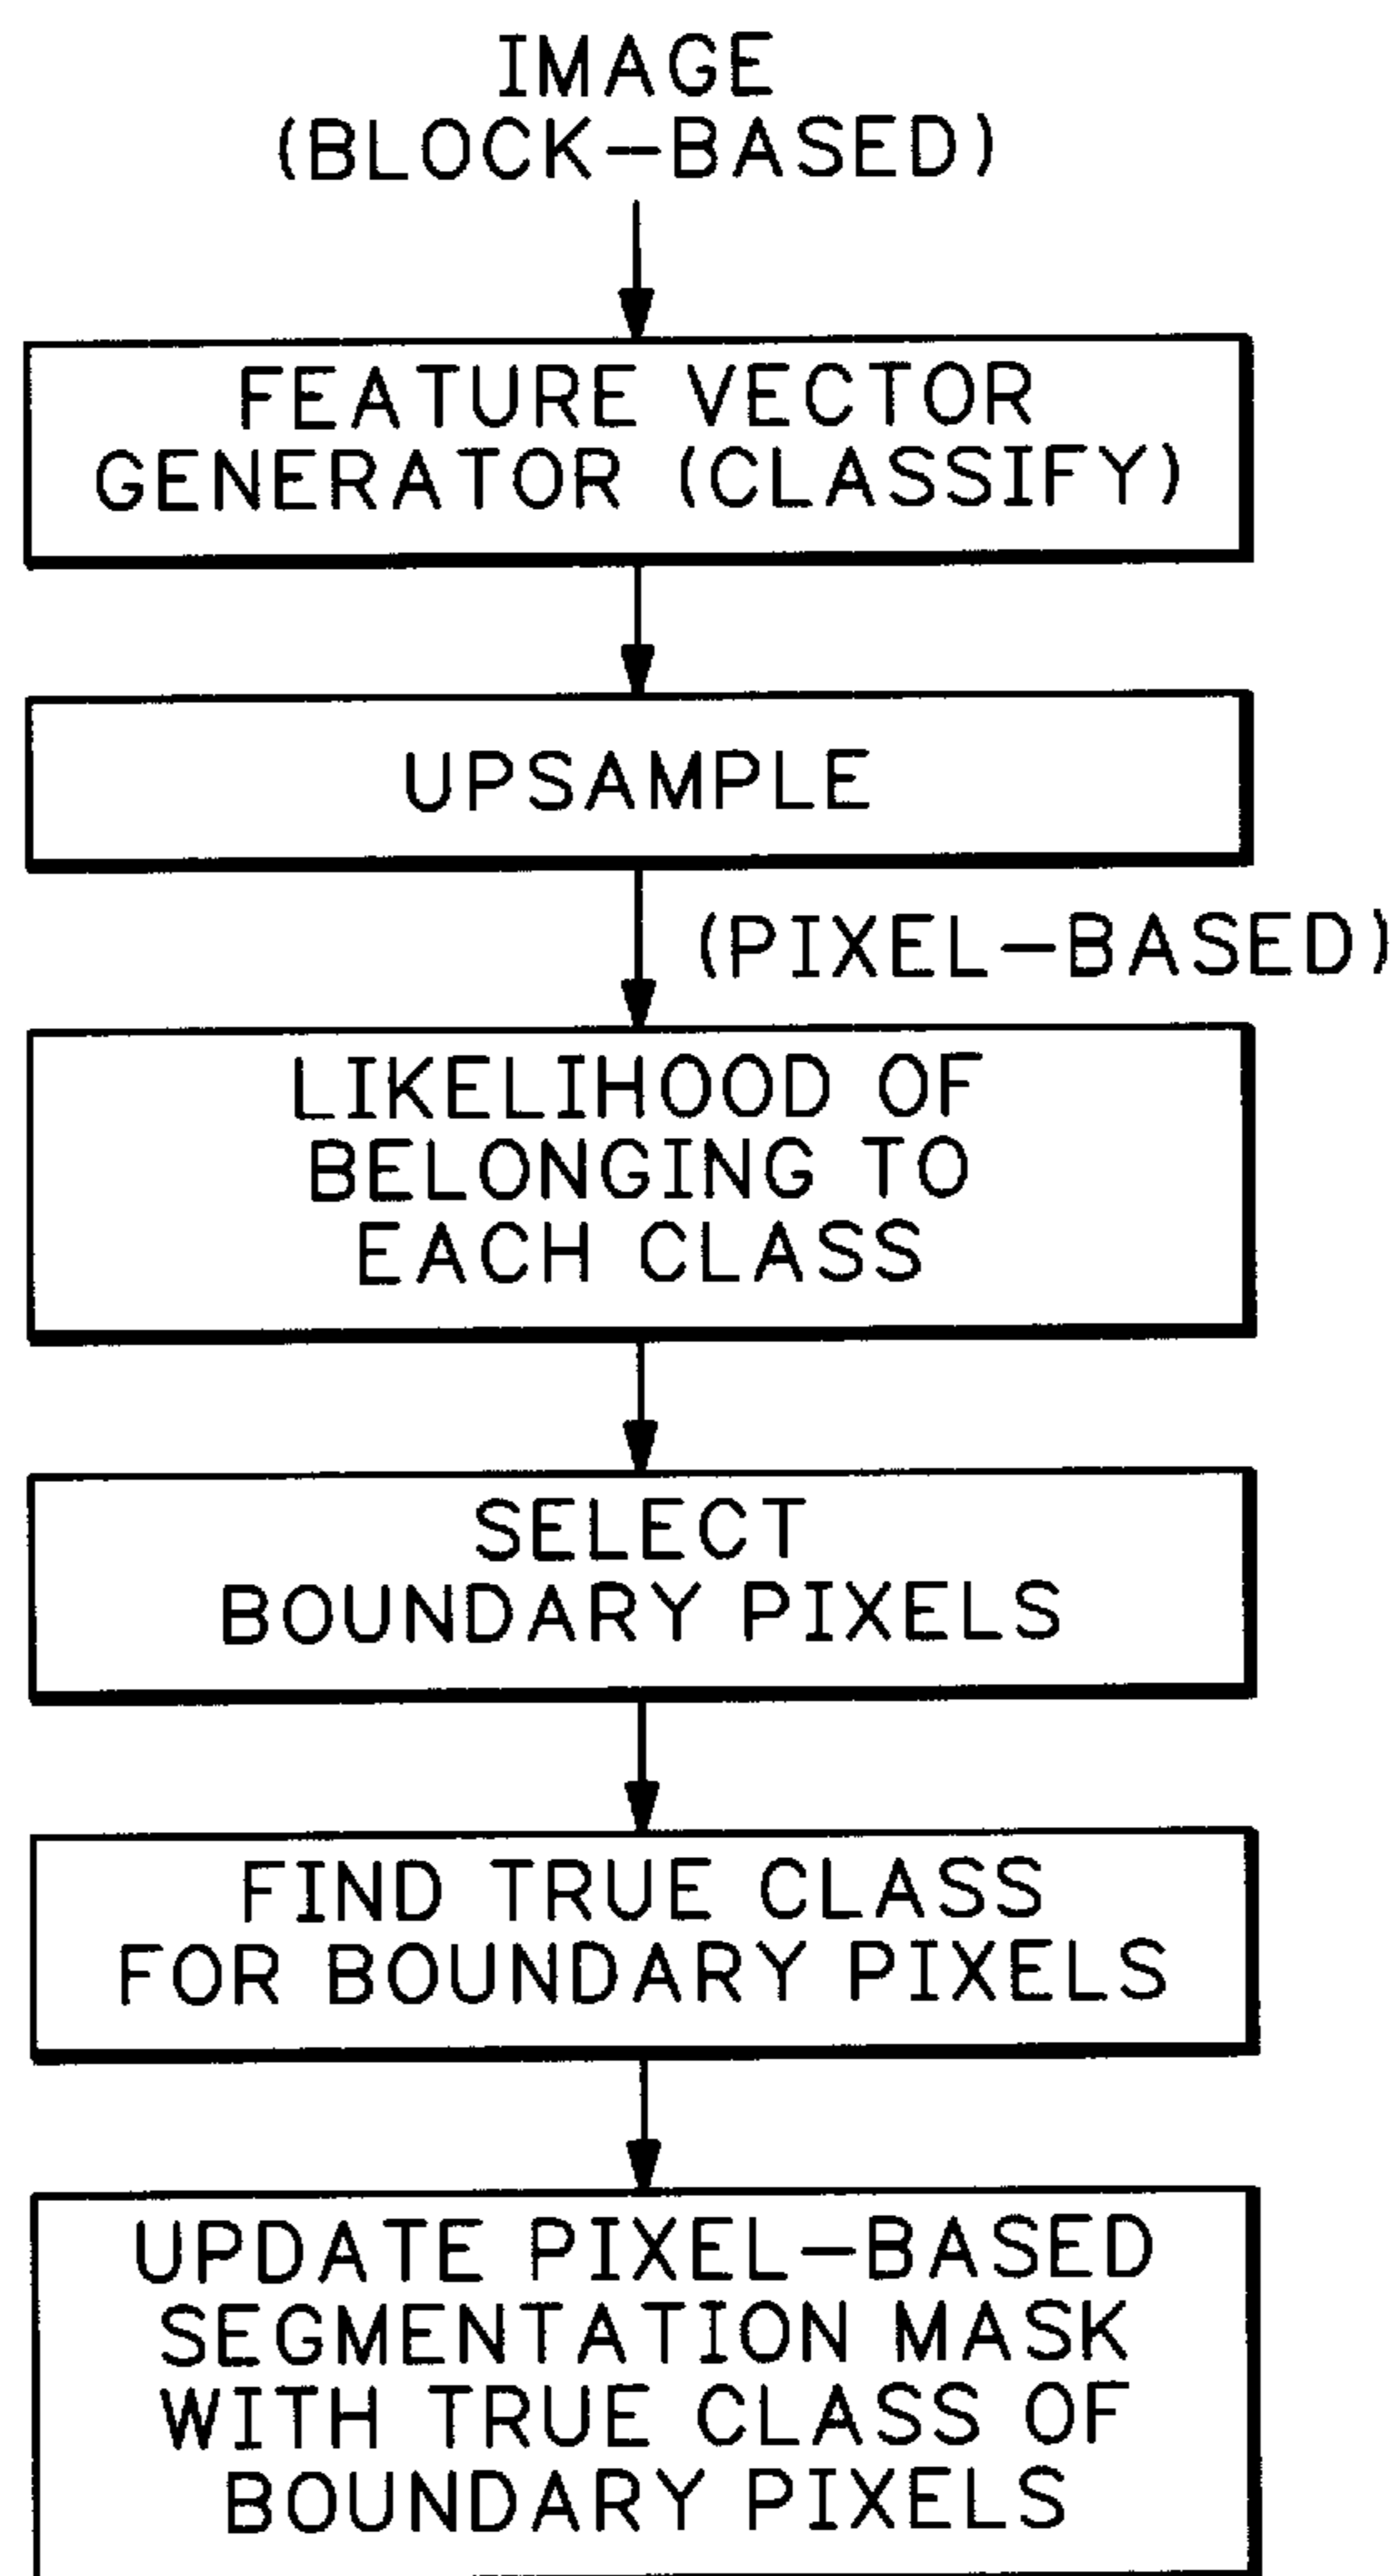 IMAGE
(BLOCK-BASED)
FEATURE VECTOR
GENERATOR (CLASSIFY)
UPSAMPLE
(PIXEL-BASED)
LIKELIHOOD OF
BELONGING TO
EACH CLASS
SELECT
BOUNDARY PIXELS
FIND TRUE CLASS
FOR BOUNDARY PIXELS
UPDATE PIXEL-BASED
SEGMENTATION MASK
WITH TRUE CLASS OF
BOUNDARY PIXELS